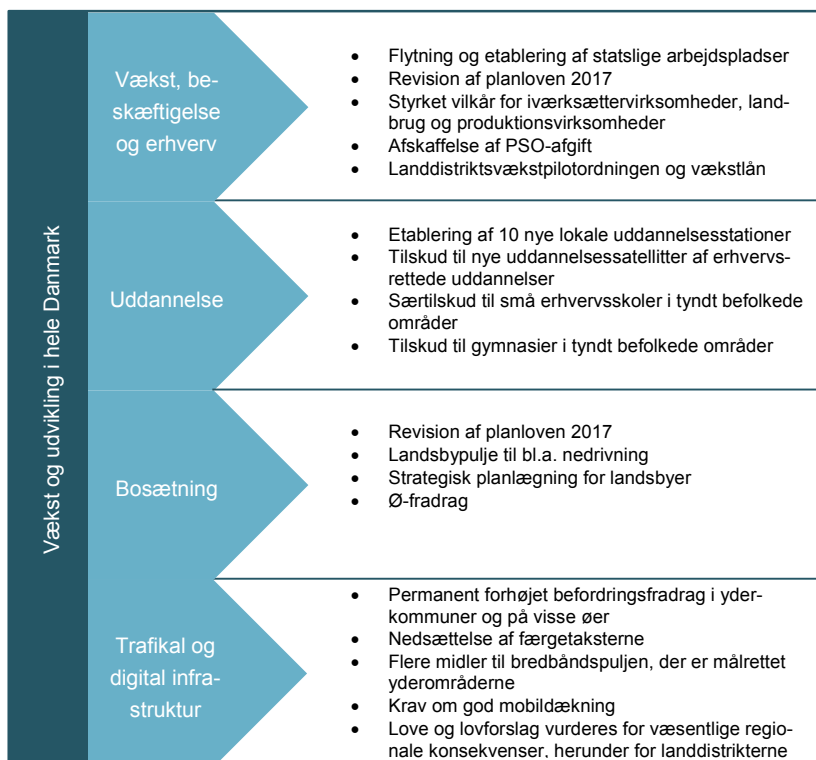 Vækst og udvikling i hele Danmark
Vækst, be-
skæftigelse
og erhverv
• Flytning og etablering af statslige arbejdspladser
• Revision af planloven 2017
• Styrket vilkår for iværksættervirksomheder, land-
brug og produktionsvirksomheder
• Afskaffelse af PSO-afgift
• Landdistriktsvækstpilotordningen og vækstlån
Uddannelse
• Etablering af 10 nye lokale uddannelsesstationer
• Tilskud til nye uddannelsessatellitter af erhvervs-
rettede uddannelser
• Særtilskud til små erhvervsskoler i tyndt befolkede
områder
• Tilskud til gymnasier i tyndt befolkede områder
Bosætning
• Revision af planloven 2017
• Landsbypulje til bl.a. nedrivning
• Strategisk planlægning for landsbyer
• Ø-fradrag
Trafikal og
digital infra-
struktur
• Permanent forhøjet befordringsfradrag i yder-
kommuner og på visse øer
• Nedsættelse af færgetaksterne
• Flere midler til bredbåndspuljen, der er målrettet
yderområderne
• Krav om god mobildækning
• Love og lovforslag vurderes for væsentlige regio-
nale konsekvenser, herunder for landdistrikterne